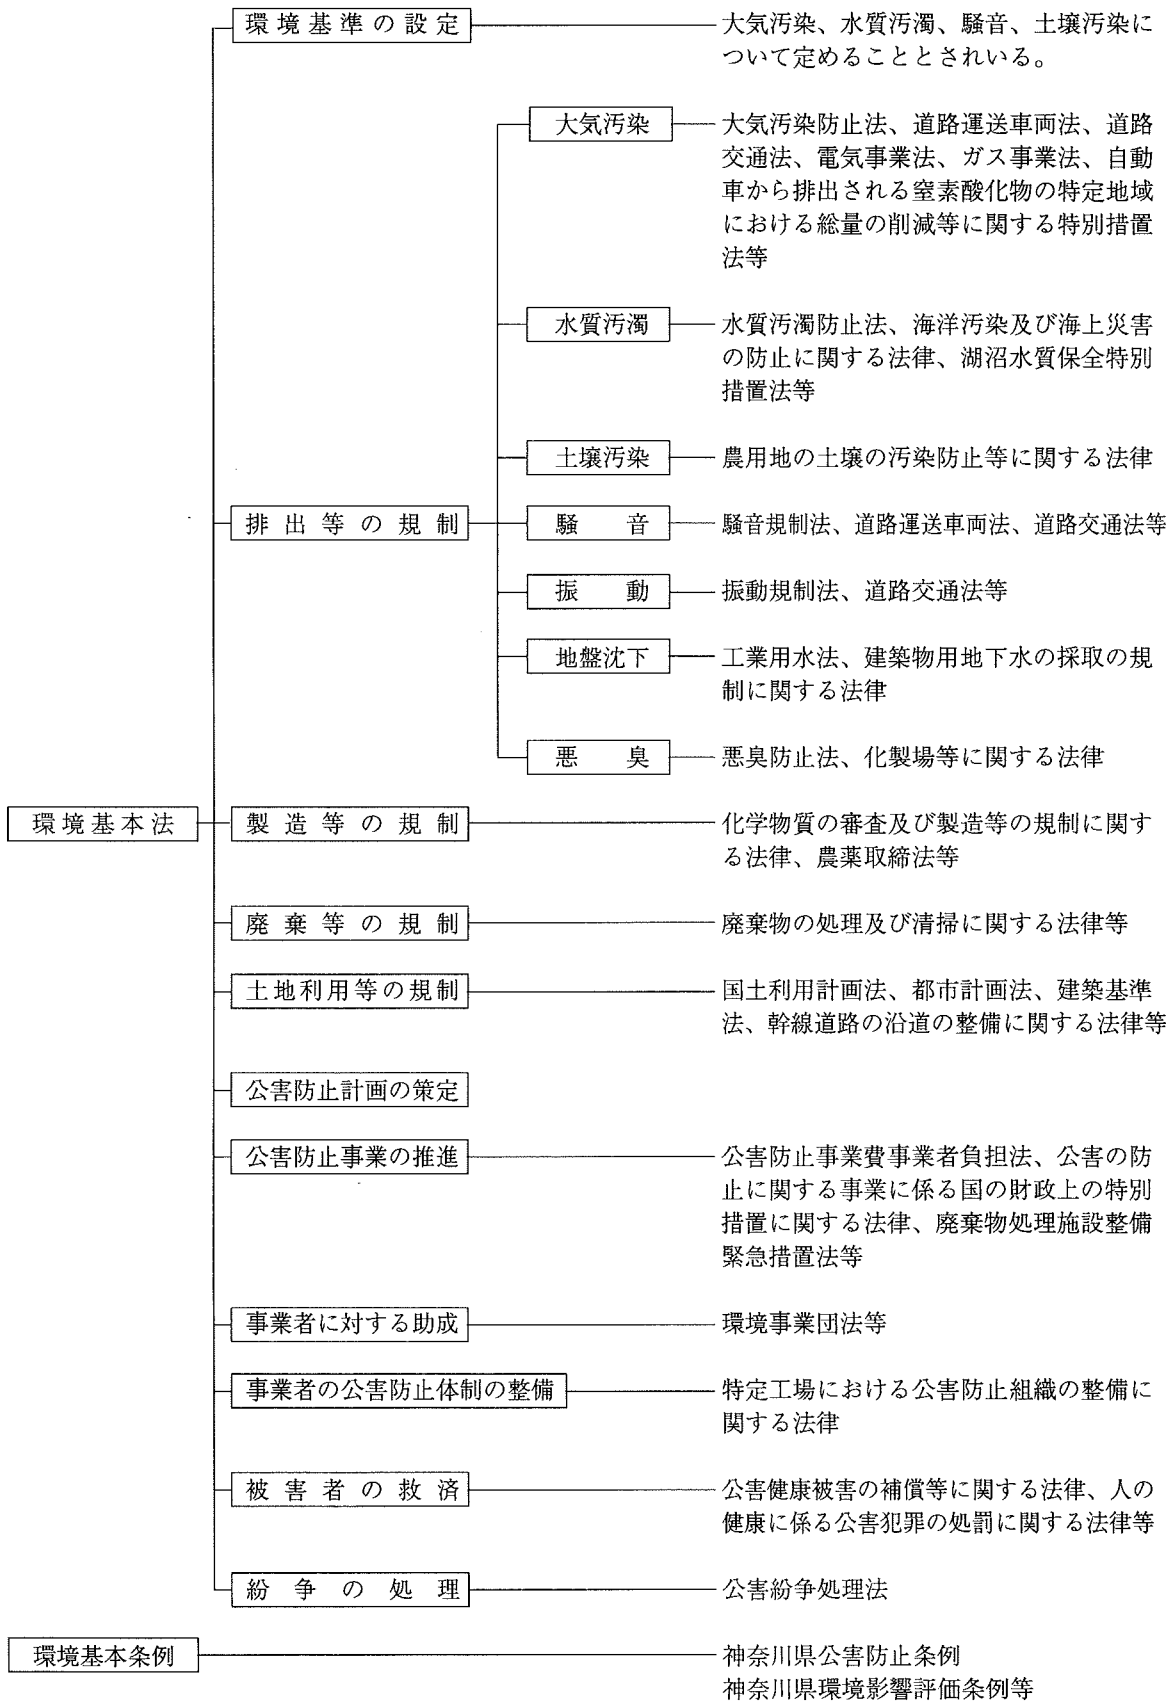 環境基準の設定
大気汚染、水質汚濁、騒音、土壌汚染に
ついて定めることとされいる。
大気汚染
大気汚染防止法、道路運送車両法、道路
交通法、電気事業法、ガス事業法、自動
車から排出される窒素酸化物の特定地域
における総量の削減等に関する特別措置
法等
水質汚濁
水質汚濁防止法、海洋汚染及び海上災害
の防止に関する法律、湖沼水質保全特別
措置法等
土壌汚染
農用地の土壌の汚染防止等に関する法律
排出等の規制
騒音
騒音規制法、道路運送車両法、道路交通法等
振動
振動規制法、道路交通法等
地盤沈下
工業用水法、建築物用地下水の採取の規
制に関する法律
悪臭
悪臭防止法、化製場等に関する法律
環境基本法
製造等の規制
化学物質の審査及び製造等の規制に関す
る法律、農薬取締法等
廃棄等の規制
廃棄物の処理及び清掃に関する法律等
土地利用等の規制
国土利用計画法、都市計画法、建築基準
法、幹線道路の沿道の整備に関する法律等
公害防止計画の策定
公害防止事業の推進
公害防止事業費事業者負担法、公害の防
止に関する事業に係る国の財政上の特別
措置に関する法律、廃棄物処理施設整備
緊急措置法等
事業者に対する助成
環境事業団法等
事業者の公害防止体制の整備
特定工場における公害防止組織の整備に
関する法律
被害者の救済
公害健康被害の補償等に関する法律、人の
健康に係る公害犯罪の処罰に関する法律等
紛争の処理
公害紛争処理法
環境基本条例
神奈川県公害防止条例
神奈川県環境影響評価条例等